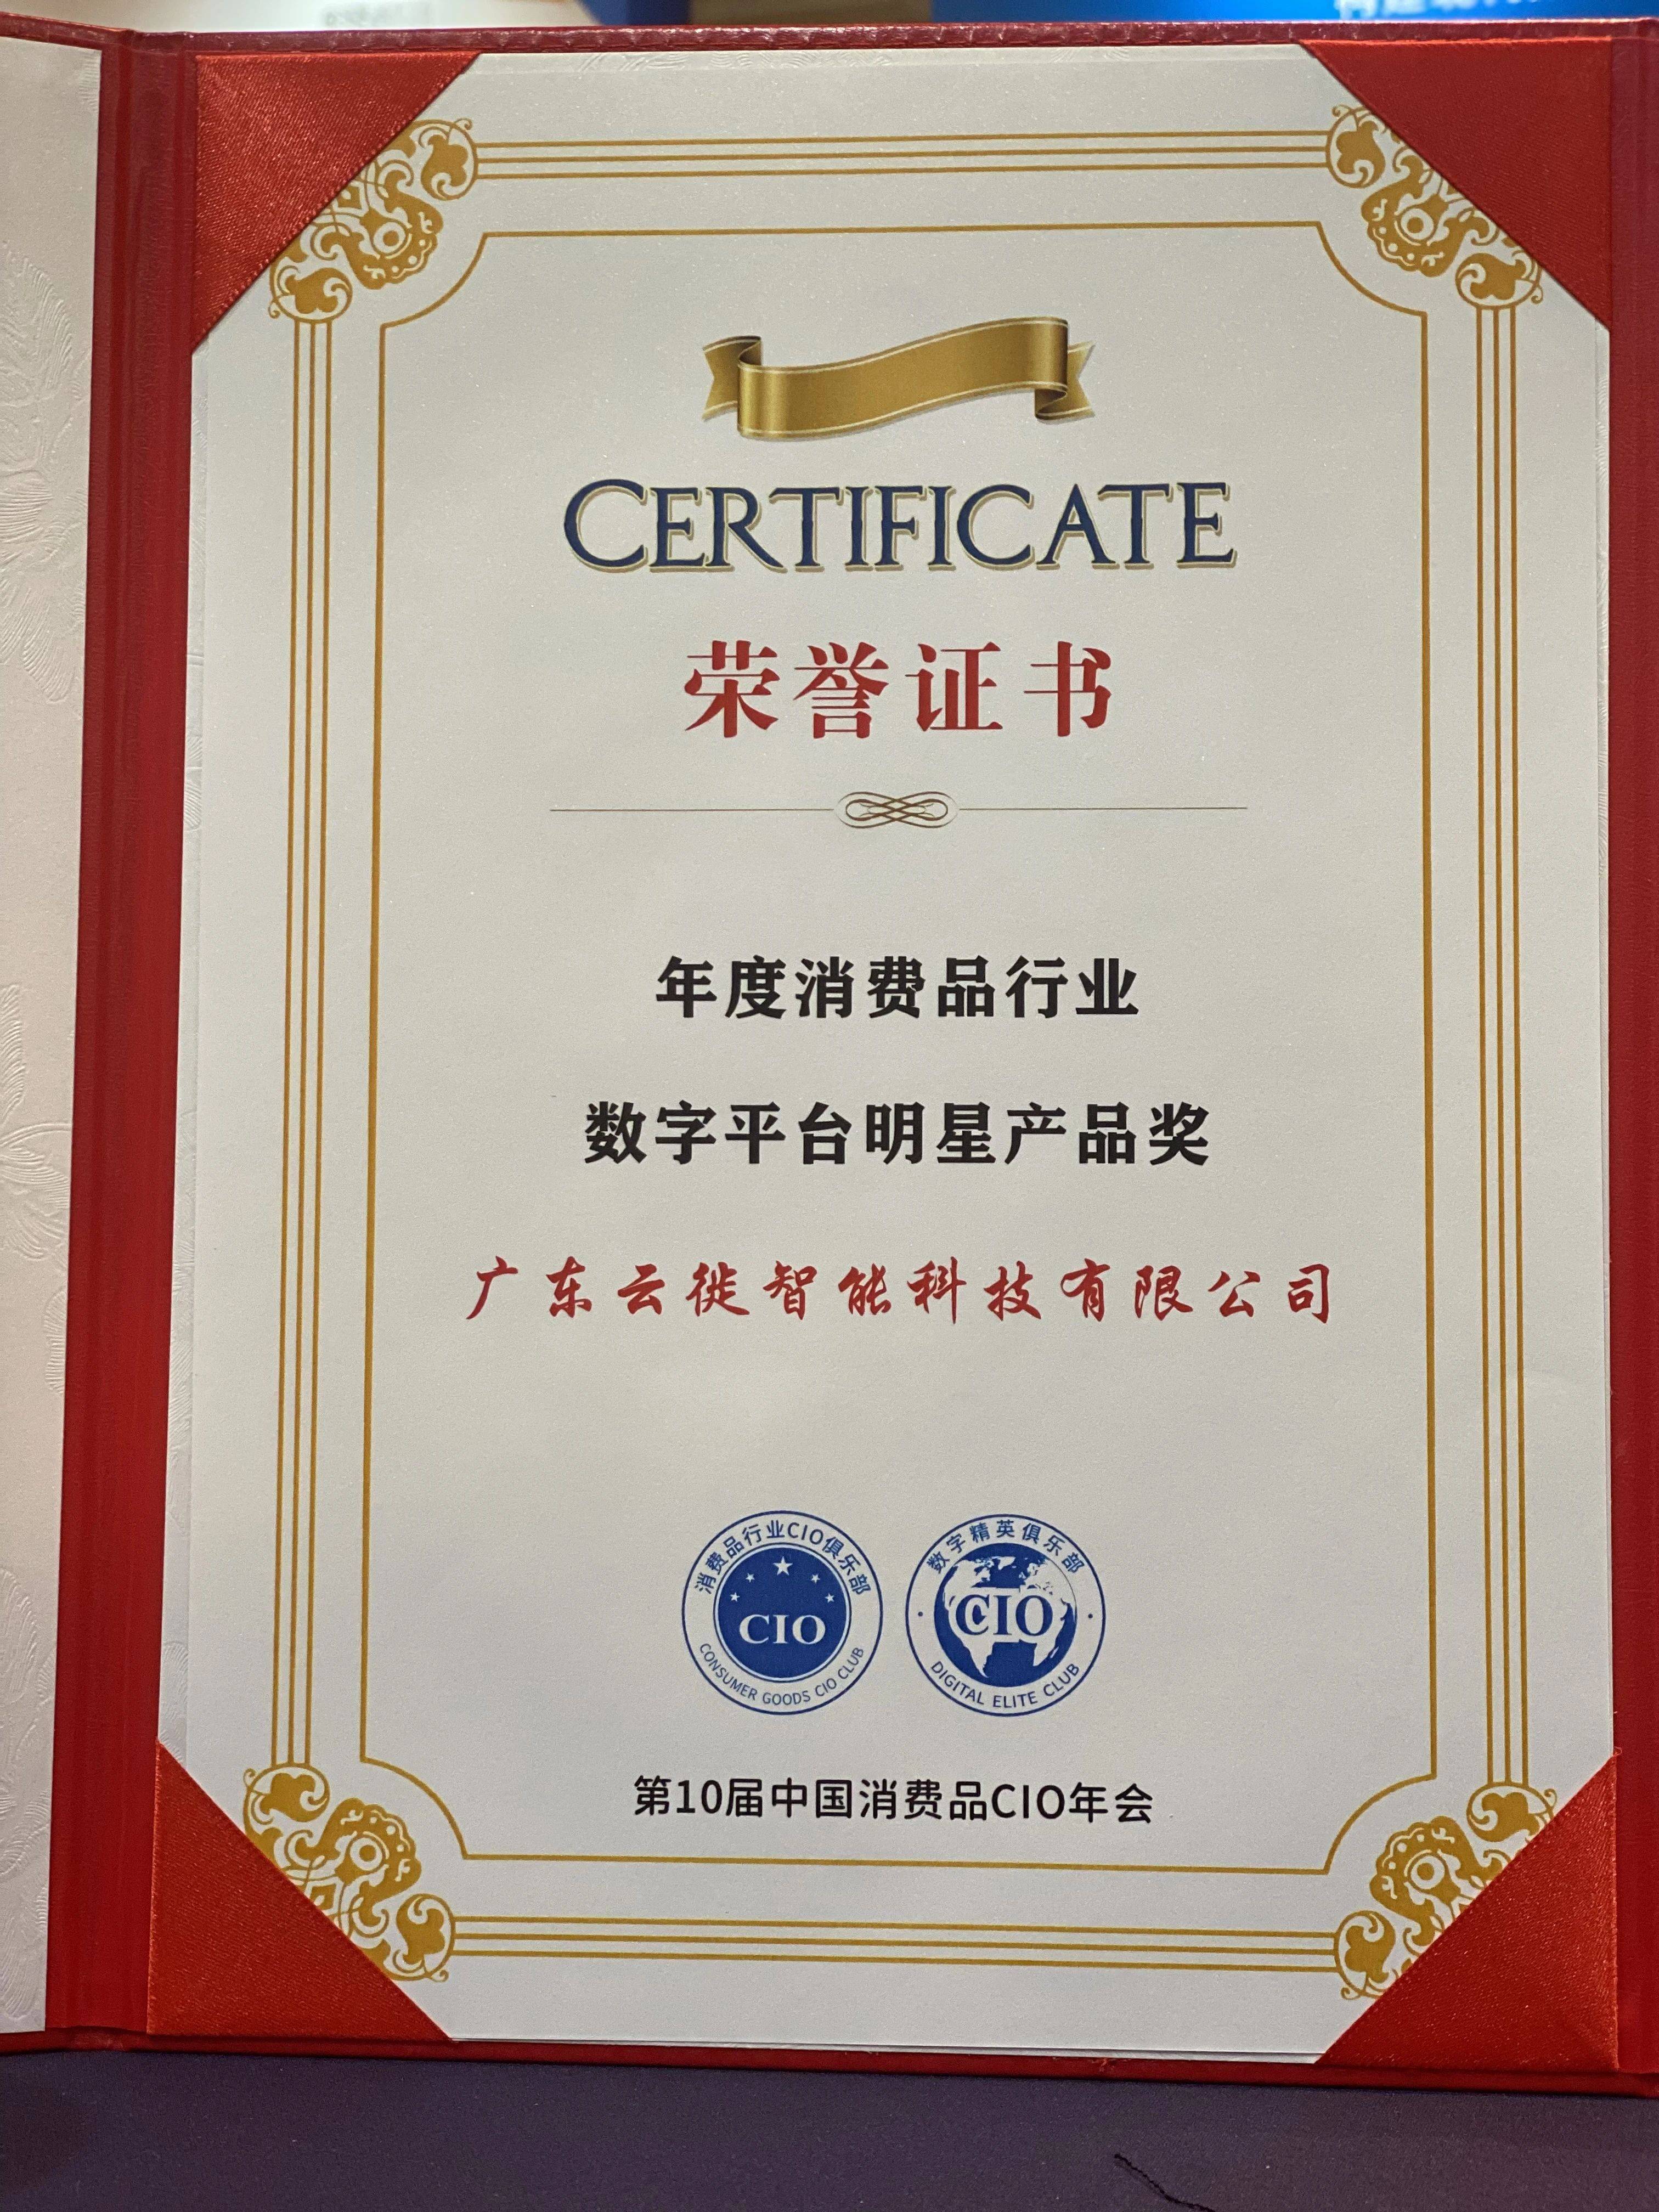 CERTIFICATE
荣誉证书
年度消费品行业
数字平台明星产品奖
广东云徙智能科技有限公司
消费品行业CIO俱乐部
CIO
CONSUMER GOODS CIO CLUB
数字精英俱乐部
CIO
DIGITAL ELITE CLUB
第10届中国消费品CIO年会